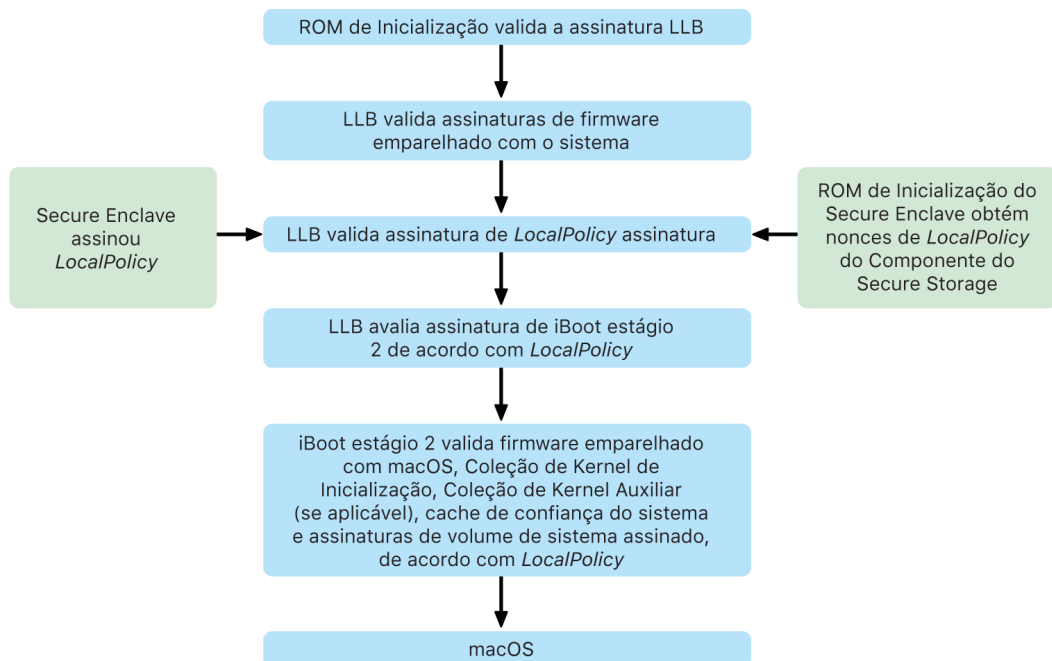 ROM de Inicialização valida a assinatura LLB
LLB valida assinaturas de firmware
emparelhado com o sistema
Secure Enclave
assinou
LocalPolicy
LLB valida assinatura de LocalPolicy assinatura
ROM de Inicialização do
Secure Enclave obtém
nonces de LocalPolicy
do Componente do
Secure Storage
LLB avalia assinatura de iBoot estágio
2 de acordo com LocalPolicy
iBoot estágio 2 valida firmware emparelhado
com macOS, Coleção de Kernel de
Inicialização, Coleção de Kernel Auxiliar
(se aplicável), cache de confiança do sistema
e assinaturas de volume de sistema assinado,
de acordo com LocalPolicy
macOS